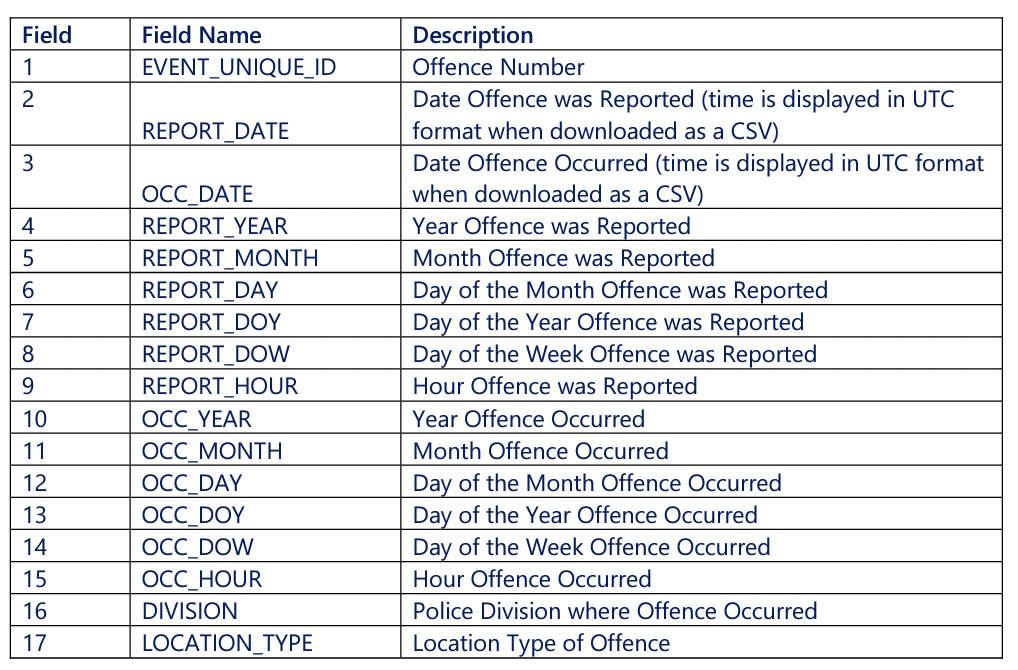 Field Field Name Description
1 EVENT_UNIQUE_ID Offence Number
2 REPORT_DATE Date Offence was Reported (time is displayed in UTC
format when downloaded as a CSV)
3 OCC_DATE Date Offence Occurred (time is displayed in UTC format
when downloaded as a CSV)
4 REPORT_YEAR Year Offence was Reported
5 REPORT_MONTH Month Offence was Reported
6 REPORT_DAY Day of the Month Offence was Reported
7 REPORT_DOY Day of the Year Offence was Reported
8 REPORT_DOW Day of the Week Offence was Reported
9 REPORT_HOUR Hour Offence was Reported
10 OCC_YEAR Year Offence Occurred
11 OCC_MONTH Month Offence Occurred
12 OCC_DAY Day of the Month Offence Occurred
13 OCC_DOY Day of the Year Offence Occurred
14 OCC_DOW Day of the Week Offence Occurred
15 OCC_HOUR Hour Offence Occurred
16 DIVISION Police Division where Offence Occurred
17 LOCATION_TYPE Location Type of Offence